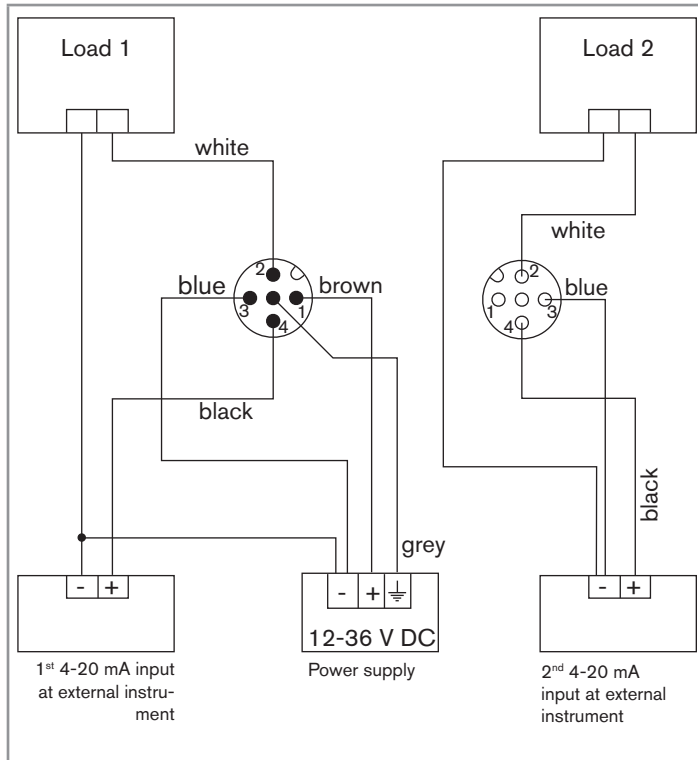 Load 1
Load 2
white
white
2
2
blue
brown
blue
3
1
1
3
4
4
black
black
grey
- +
- + ⏚
- +
12-36 V DC
1st 4-20 mA input
at external instru-
ment
Power supply
2nd 4-20 mA
input at external
instrument